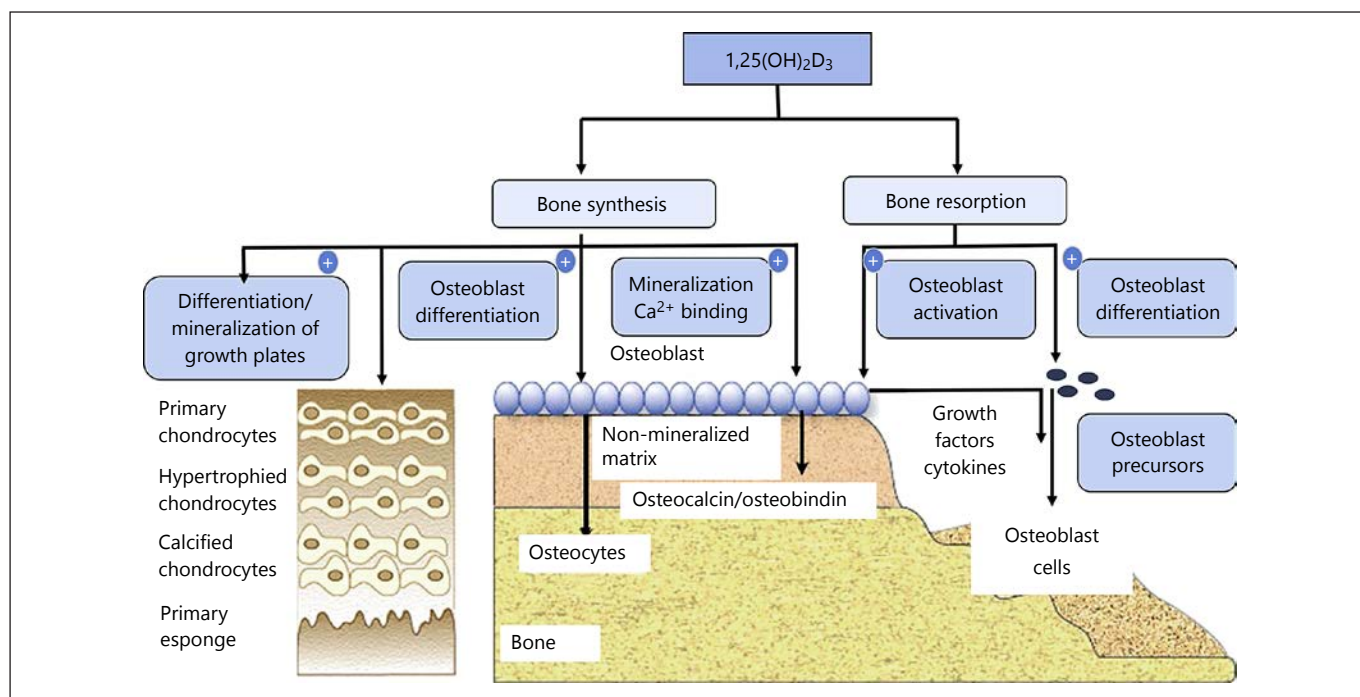 1,25(OH)₂D₃
Bone synthesis
Bone resorption
+
+
+
+
+
Differentiation/
mineralization of
growth plates
Osteoblast
differentiation
Mineralization
Ca²⁺ binding
Osteoblast
activation
Osteoblast
differentiation
Osteoblast
Primary
chondrocytes
Hypertrophied
chondrocytes
Calcified
chondrocytes
Primary
esponge
Non-mineralized
matrix
Osteocalcin/osteobindin
Osteocytes
Bone
Growth
factors
cytokines
Osteoblast
precursors
Osteoblast
cells